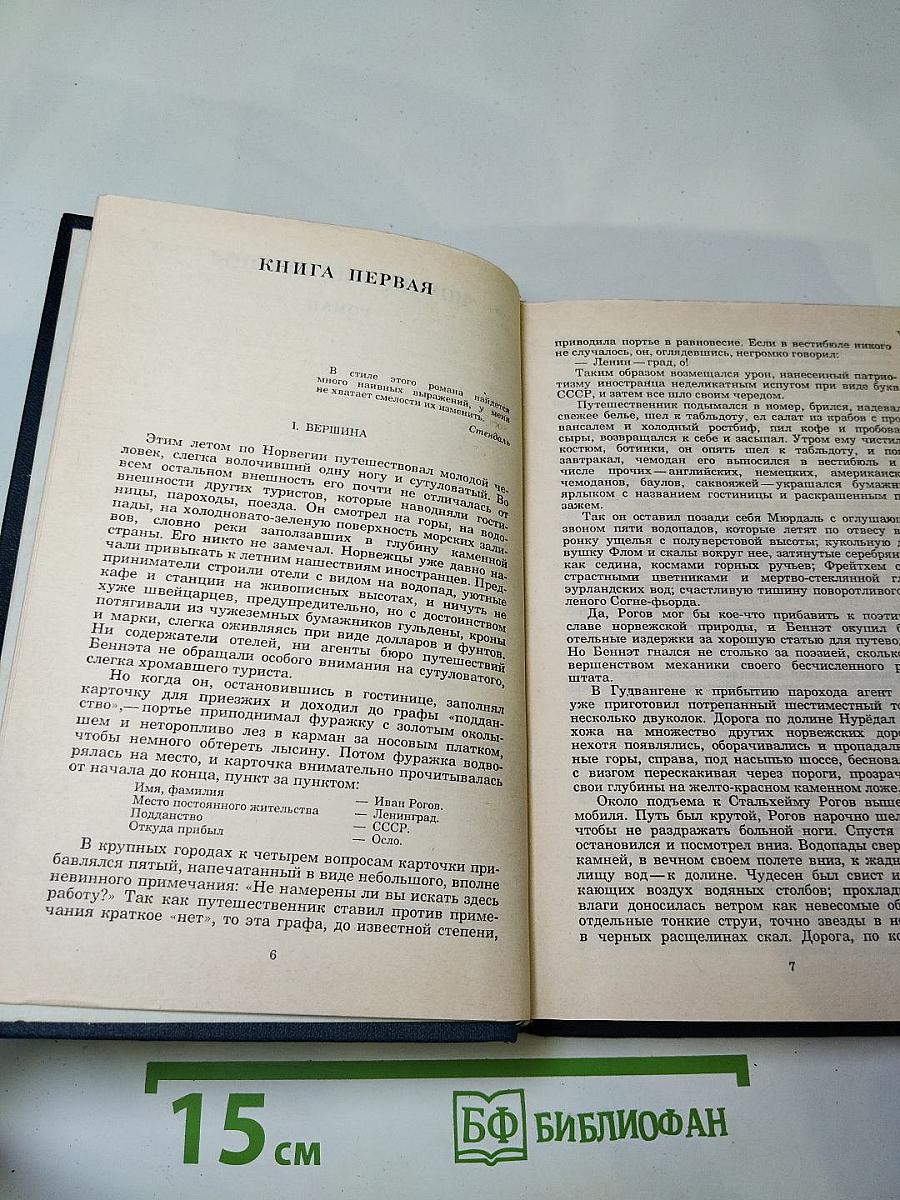 КНИГА ПЕРВАЯ
В стиле этого романа найдется
много наивных выражений, у меня
не хватает смелости их изменить.
Стендаль
I. ВЕРШИНА
Этим летом по Норвегии путешествовал молодой че-
ловек, слегка волочивший одну ногу и сутуловатый. Во
всем остальном внешность его почти не отличалась от
внешности других туристов, которые наводняли гости-
ницы, пароходы, поезда. Он смотрел на горы, на водо-
пады, на холодновато-зеленую поверхность морских зали-
вов, словно реки заползавших в глубину каменной
страны. Его никто не замечал. Норвежцы уже давно на-
чали привыкать к летним нашествиям иностранцев. Пред-
приниматели строили отели с видом на водопад, уютные
кафе и станции на живописных высотах, и ничуть не
хуже швейцарцев, предупредительно, но с достоинством
потягивали из чужеземных бумажников гульдены, кроны
и марки, слегка оживляясь при виде долларов и фунтов.
Ни содержатели отелей, ни агенты бюро путешествий
Беннэта не обращали особого внимания на сутуловатого,
слегка хромавшего туриста.
Но когда он, остановившись в гостинице, заполнял
карточку для приезжих и доходил до графы «поддан-
ство»,— портье приподнимал фуражку с золотым околы-
шем и неторопливо лез в карман за носовым платком,
чтобы немного обтереть лысину. Потом фуражка водво-
рялась на место, и карточка внимательно прочитывалась
от начала до конца, пункт за пунктом:
Имя, фамилия — Иван Рогов.
Место постоянного жительства — Ленинград.
Подданство — СССР.
Откуда прибыл — Осло.
В крупных городах к четырем вопросам карточки при-
бавлялся пятый, напечатанный в виде небольшого, вполне
невинного примечания: «Не намерены ли вы искать здесь
работу?» Так как путешественник ставил против приме-
чания краткое «нет», то эта графа, до известной степени,
6
приводила портье в равновесие. Если в вестибюле никого
не случалось, он, оглядевшись, негромко говорил:
— Ленин — град, о!
Таким образом возмещался урон, нанесенный патрио-
тизму иностранца неделикатным испугом при виде букв
СССР, и затем все шло своим чередом.
Путешественник подымался в номер, брился, надевал
свежее белье, шел к табльдоту, ел салат из крабов с про-
вансалем и холодный ростбиф, пил кофе и пробова
сыры, возвращался к себе и засыпал. Утром ему чистил
костюм, ботинки, он опять шел к табльдоту, и по
завтракал, чемодан его выносился в вестибюль и
числе прочих — английских, немецких, американск
чемоданов, баулов, саквояжей — украшался бумажн
ярлыком с названием гостиницы и раскрашенным п
зажем.
Так он оставил позади себя Мюрдаль с оглушаю
звоном пяти водопадов, которые летят по отвесу в
ронку ущелья с полуверстовой высоты; кукольную д
вушку Флом и скалы вокруг нее, затянутые серебрян
как седина, космами горных ручьев; Фрейтхем с
страстными цветниками и мертво-стеклянной гл
эурландских вод; счастливую тишину поворотливого
леного Согне-фьорда.
Да, Рогов мог бы кое-что прибавить к поэти
славе норвежской природы, и Беннэт окупил б
отельные издержки за хорошую статью для путево
Но Беннэт гнался не столько за поэзией, скольк
вершенством механики своего бесчисленного р
штата.
В Гудвангене к прибытию парохода агент
уже приготовил потрепанный шестиместный то
несколько двуколок. Дорога по долине Нурёдал
хожа на множество других норвежских доро
нехотя появлялись, оборачивались и пропадали
ные горы, справа, под насыпью шоссе, беснова
с визгом перескакивая через пороги, прозрач
свои глубины на желто-красном каменном ложе.
Около подъема к Стальхейму Рогов выше
мобиля. Путь был крутой, Рогов нарочно шел
чтобы не раздражать больной ноги. Спустя
остановился и посмотрел вниз. Водопады свер
камней, в вечном своем полете вниз, к жадн
лищу вод — к долине. Чудесен был свист и
кающих воздух водяных столбов; прохлад
влаги доносилась ветром как невесомые об
отдельные тонкие струи, точно звезды в н
в черных расщелинах скал. Дорога, по ко
7
15 см
БФ БИБЛИОФАН